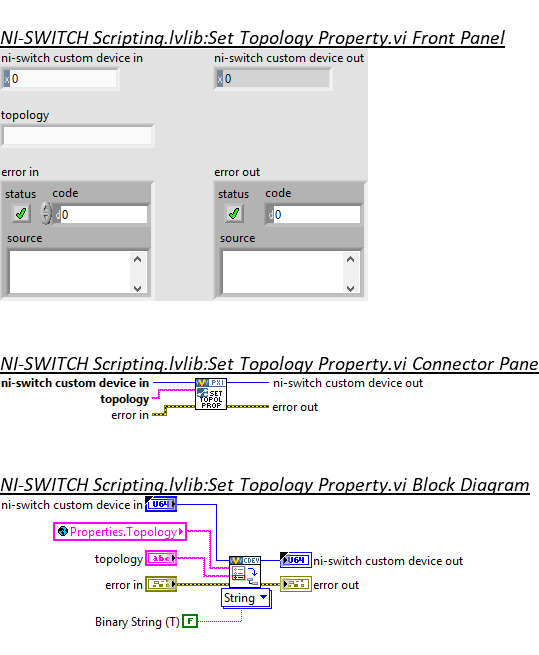 NI-SWITCH Scripting.lvlib:Set Topology Property.vi Front Panel
ni-switch custom device in
ni-switch custom device out
x 0
x 0
topology
error in
error out
status code
status code
d 0
d 0
source
source
NI-SWITCH Scripting.lvlib:Set Topology Property.vi Connector Pane
ni-switch custom device in
PXI
ni-switch custom device out
topology
SET
TOPOL
PROP
error in
error out
NI-SWITCH Scripting.lvlib:Set Topology Property.vi Block Diagram
ni-switch custom device in
U64
Properties.Topology
topology
abc
CDEV
U64
ni-switch custom device out
error in
error out
String
Binary String (T)
F